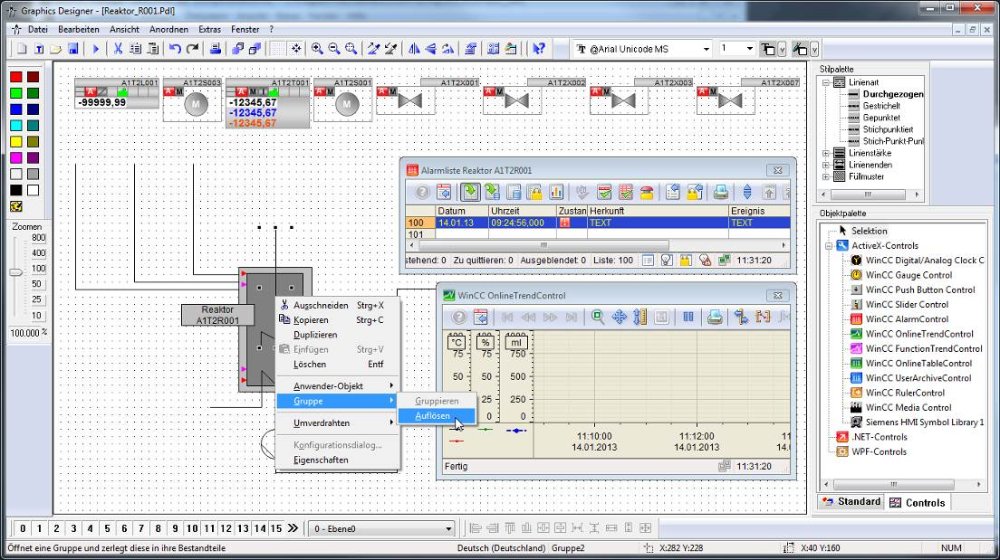 Graphics Designer - [Reaktor_R001.Pdl]
Datei Bearbeiten Ansicht Anordnen Extras Fenster ?
@Arial Unicode MS 1
A1T2L001 A1T2S003 A1T2T001 A1T2S001 A1T2X001 A1T2X002 A1T2X003 A1T2X007
-99999,99
M
-12345,67
-12345,67
-12345,67
M
Zoomen
800
400
100
50
25
10
100.000 %
Reaktor
A1T2R001
Alarmliste Reaktor A1T2R001
Datum Uhrzeit Zustan Herkunft Ereignis
100 14.01.13 09:24:56,000 TEXT TEXT
101
stehend: 0 Zu quittieren: 0 Ausgeblendet: 0 Liste: 100 11:31:20
WinCC OnlineTrendControl
100 100 1000
°C % ml
75 75 750
50 50 500
25 250
0 0
11:10:00 11:12:00
14.01.2013 14.01.2013
Fertig 11:31:20
Ausschneiden Strg+X
Kopieren Strg+C
Duplizieren
Einfügen Strg+V
Löschen Entf
Anwender-Objekt
Gruppe
Umverdrahten
Konfigurationsdialog...
Eigenschaften
Gruppieren
Auflösen
Stilpalette
Linienart
Durchgezogen
Gestrichelt
Gepunktet
Strichpunktiert
Strich-Punkt-Punl
Linienstärke
Linienenden
Füllmuster
Objektpalette
Selektion
ActiveX-Controls
WinCC Digital/Analog Clock C
WinCC Gauge Control
WinCC Push Button Control
WinCC Slider Control
WinCC AlarmControl
WinCC OnlineTrendControl
WinCC FunctionTrendControl
WinCC OnlineTableControl
WinCC UserArchiveControl
WinCC RulerControl
WinCC Media Control
Siemens HMI Symbol Library 1
.NET-Controls
WPF-Controls
Standard Controls
0 1 2 3 4 5 6 7 8 9 10 11 12 13 14 15 0 - Ebene0
Öffnet eine Gruppe und zerlegt diese in ihre Bestandteile Deutsch (Deutschland) Gruppe2 X:282 Y:228 X:40 Y:160 NUM